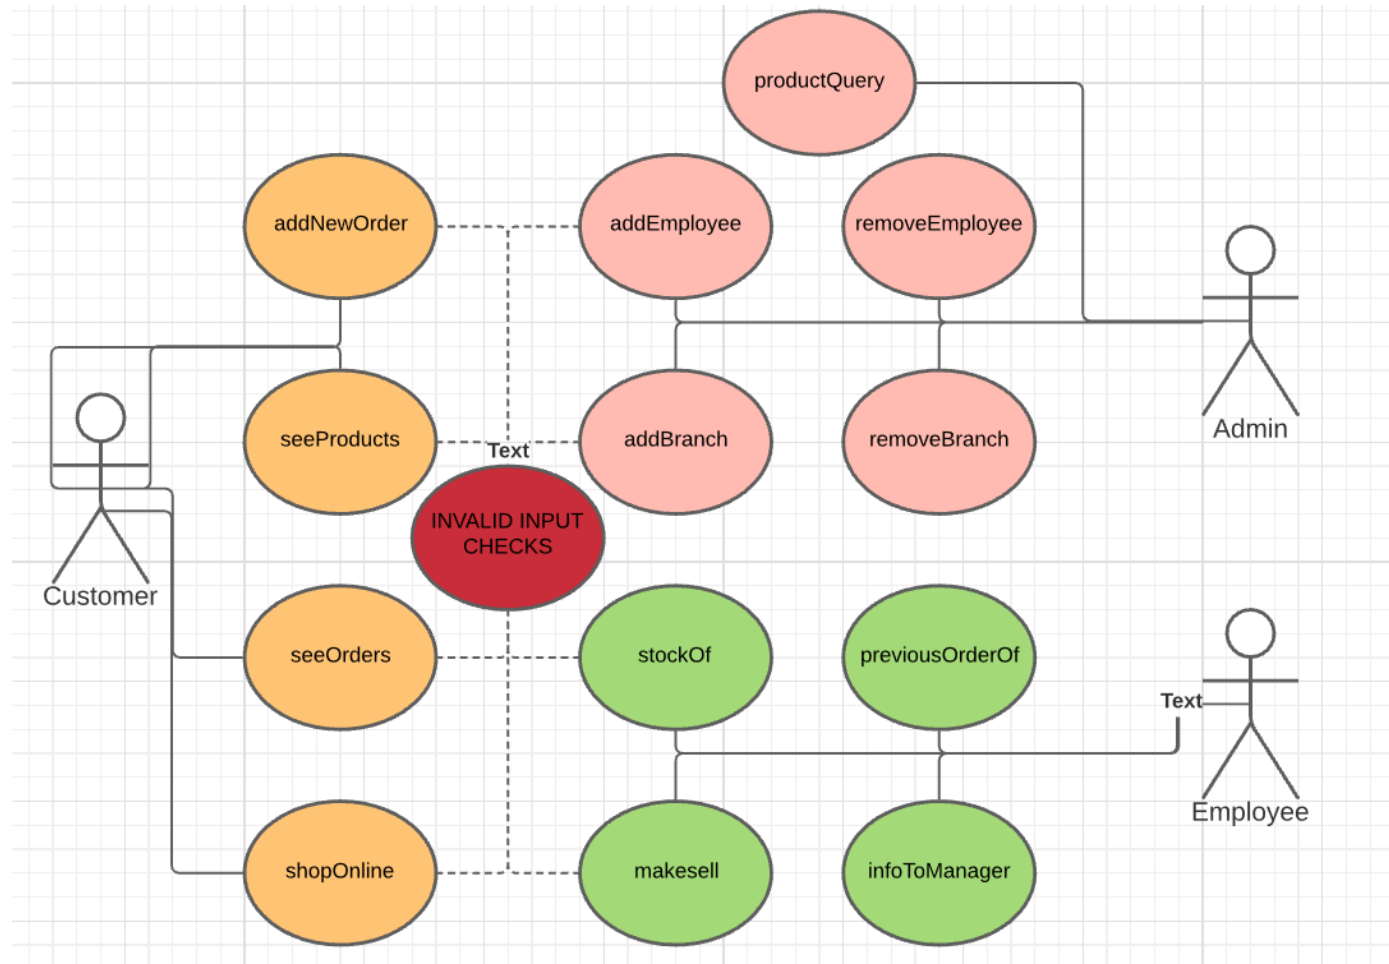 productQuery
addNewOrder
addEmployee
removeEmployee
Admin
seeProducts
Text
addBranch
removeBranch
INVALID INPUT
CHECKS
Customer
seeOrders
stockOf
previousOrderOf
Text
Employee
shopOnline
makesell
infoToManager